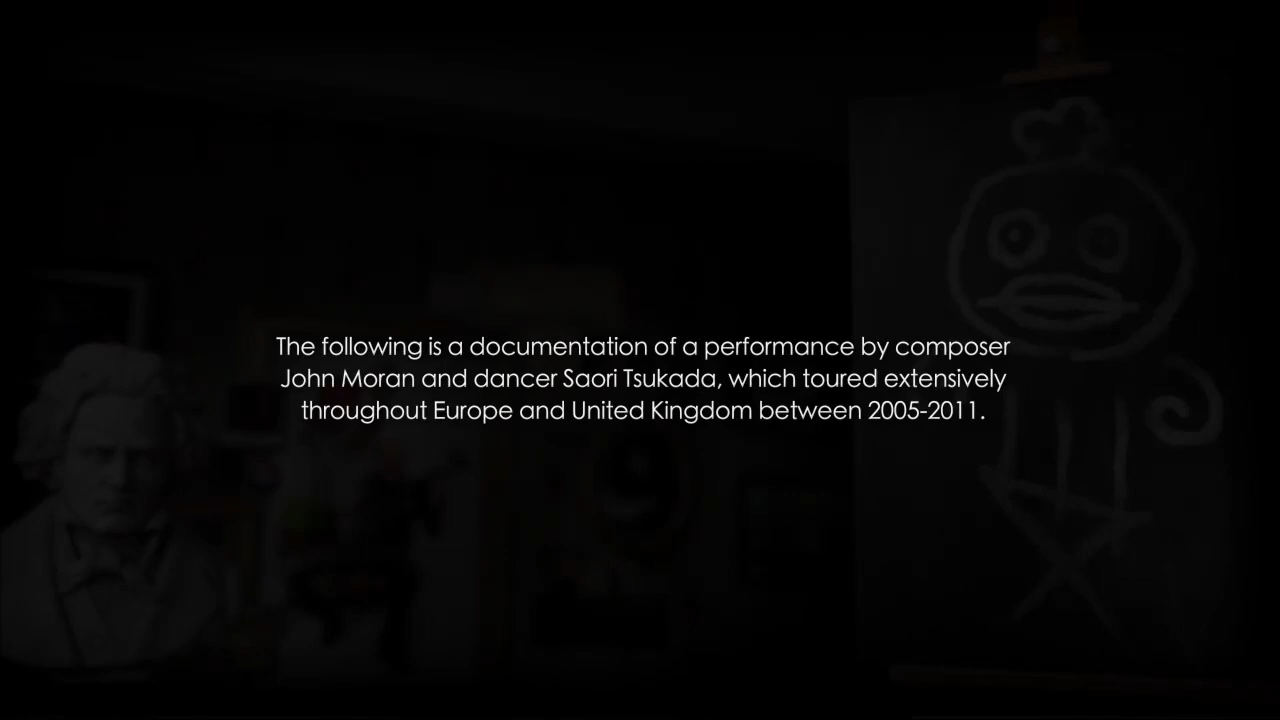 The following is a documentation of a performance by composer
John Moran and dancer Saori Tsukada, which toured extensively
throughout Europe and United Kingdom between 2005-2011.